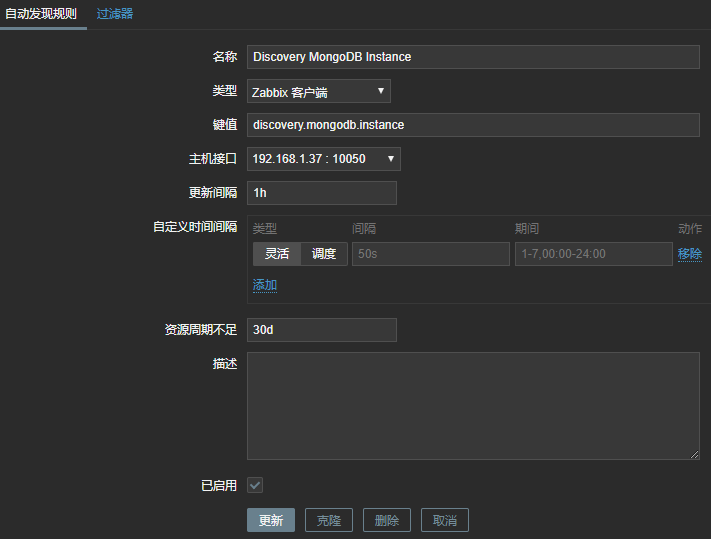 自动发现规则 过滤器
名称 Discovery MongoDB Instance
类型 Zabbix 客户端
键值 discovery.mongodb.instance
主机接口 192.168.1.37 : 10050
更新间隔 1h
自定义时间间隔 类型 间隔 期间 动作
灵活 调度 50s 1-7,00:00-24:00 移除
添加
资源周期不足 30d
描述
已启用
更新 克隆 删除 取消